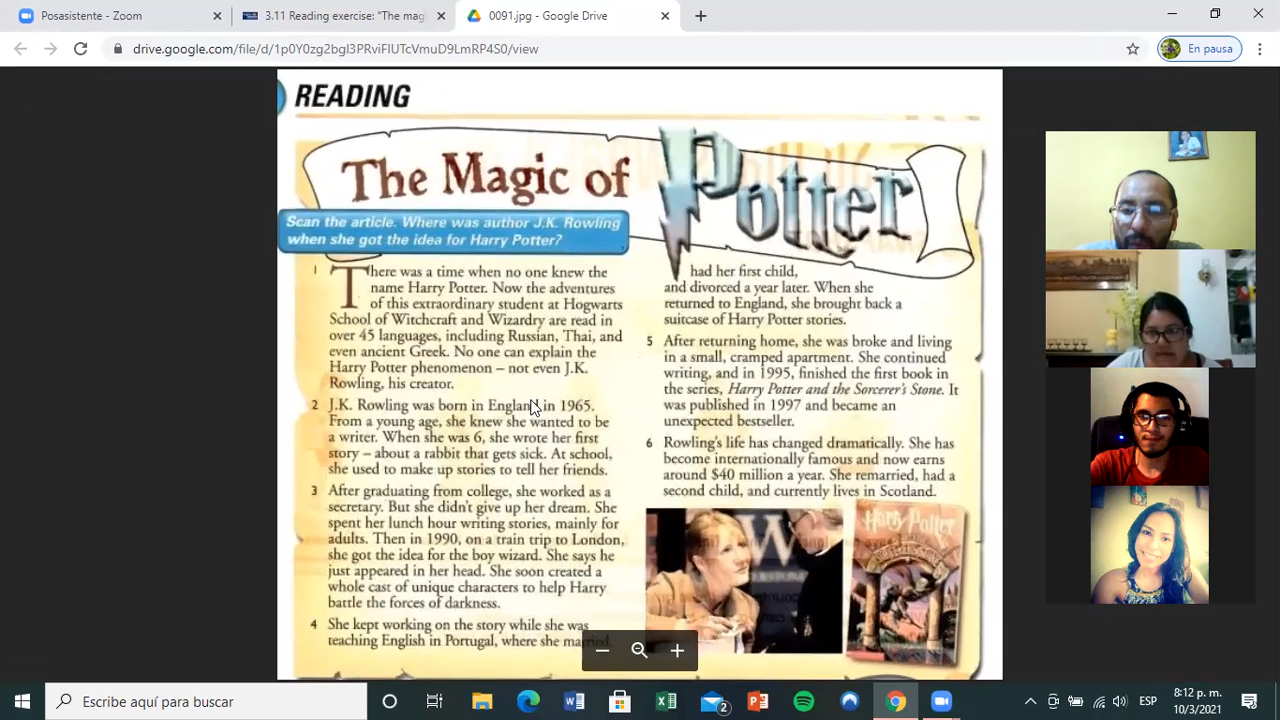 Posasistente - Zoom
3.11 Reading exercise: "The magi
0091.jpg - Google Drive
drive.google.com/file/d/1p0Y0zg2bgI3PRviFIUTcVmuD9LmRP4S0/view
En pausa
READING
The Magic of Potter
Scan the article. Where was author J.K. Rowling
when she got the idea for Harry Potter?
1 There was a time when no one knew the
name Harry Potter. Now the adventures
of this extraordinary student at Hogwarts
School of Witchcraft and Wizardry are read in
over 45 languages, including Russian, Thai, and
even ancient Greek. No one can explain the
Harry Potter phenomenon – not even J.K.
Rowling, his creator.
2 J.K. Rowling was born in England in 1965.
From a young age, she knew she wanted to be
a writer. When she was 6, she wrote her first
story – about a rabbit that gets sick. At school,
she used to make up stories to tell her friends.
3 After graduating from college, she worked as a
secretary. But she didn't give up her dream. She
spent her lunch hour writing stories, mainly for
adults. Then in 1990, on a train trip to London,
she got the idea for the boy wizard. She says he
just appeared in her head. She soon created a
whole cast of unique characters to help Harry
battle the forces of darkness.
4 She kept working on the story while she was
teaching English in Portugal, where she married,
had her first child,
and divorced a year later. When she
returned to England, she brought back a
suitcase of Harry Potter stories.
5 After returning home, she was broke and living
in a small, cramped apartment. She continued
writing, and in 1995, finished the first book in
the series, Harry Potter and the Sorcerer's Stone. It
was published in 1997 and became an
unexpected bestseller.
6 Rowling's life has changed dramatically. She has
become internationally famous and now earns
around $40 million a year. She remarried, had a
second child, and currently lives in Scotland.
Harry Potter
Escribe aquí para buscar
2
ESP
8:12 p. m.
10/3/2021